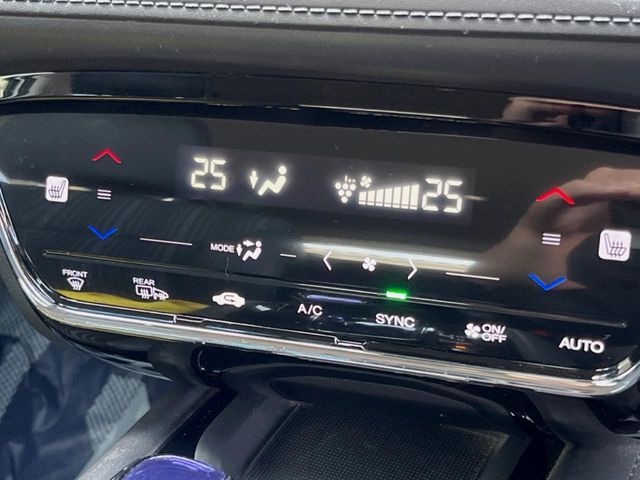 25 25
MODE
FRONT
REAR
A/C
SYNC
ON/
OFF
AUTO